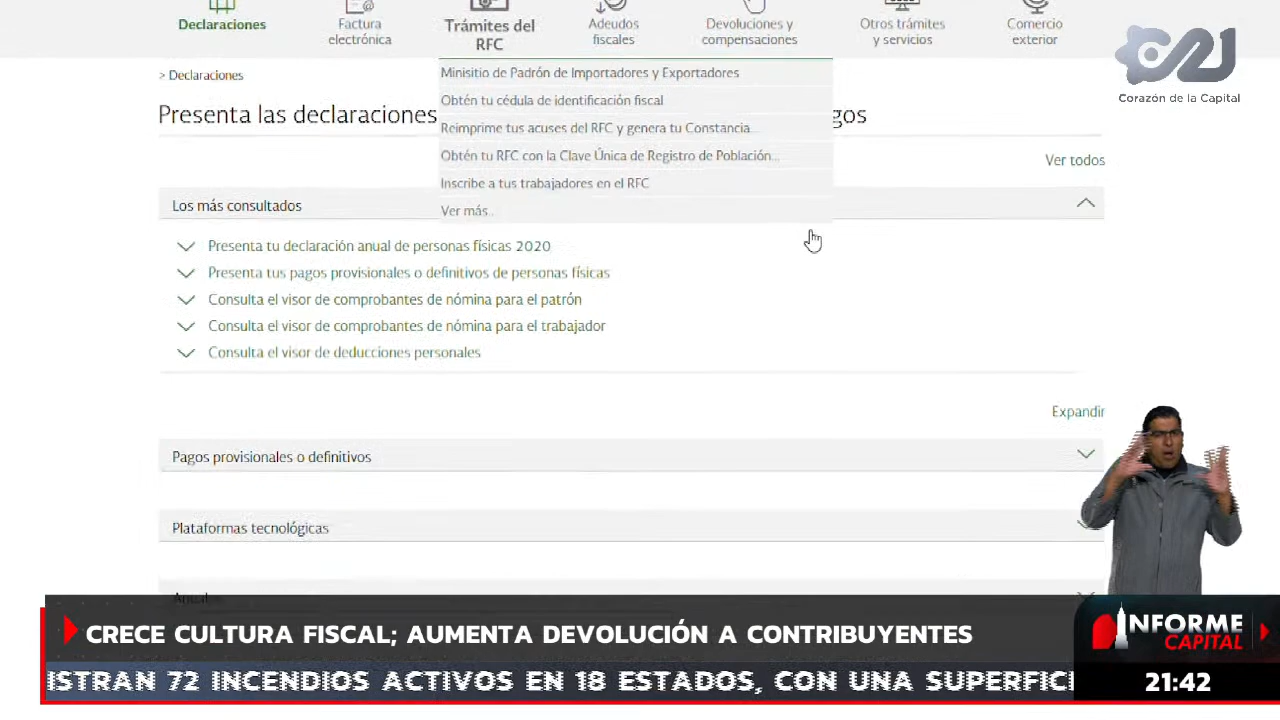 Declaraciones
Factura
electrónica
Trámites del
RFC
Adeudos
fiscales
Devoluciones y
compensaciones
Otros trámites
y servicios
Comercio
exterior
C21
Corazón de la Capital
Minisitio de Padrón de Importadores y Exportadores
Obtén tu cédula de identificación fiscal
Reimprime tus acuses del RFC y genera tu Constancia...
Obtén tu RFC con la Clave Única de Registro de Población...
Inscribe a tus trabajadores en el RFC
Ver más..
> Declaraciones
Presenta las declaraciones gos
Ver todos
Los más consultados
Presenta tu declaración anual de personas físicas 2020
Presenta tus pagos provisionales o definitivos de personas físicas
Consulta el visor de comprobantes de nómina para el patrón
Consulta el visor de comprobantes de nómina para el trabajador
Consulta el visor de deducciones personales
Expandir
Pagos provisionales o definitivos
Plataformas tecnológicas
Anual
CRECE CULTURA FISCAL; AUMENTA DEVOLUCIÓN A CONTRIBUYENTES
INFORME
CAPITAL
ISTRAN 72 INCENDIOS ACTIVOS EN 18 ESTADOS, CON UNA SUPERFICI
21:42